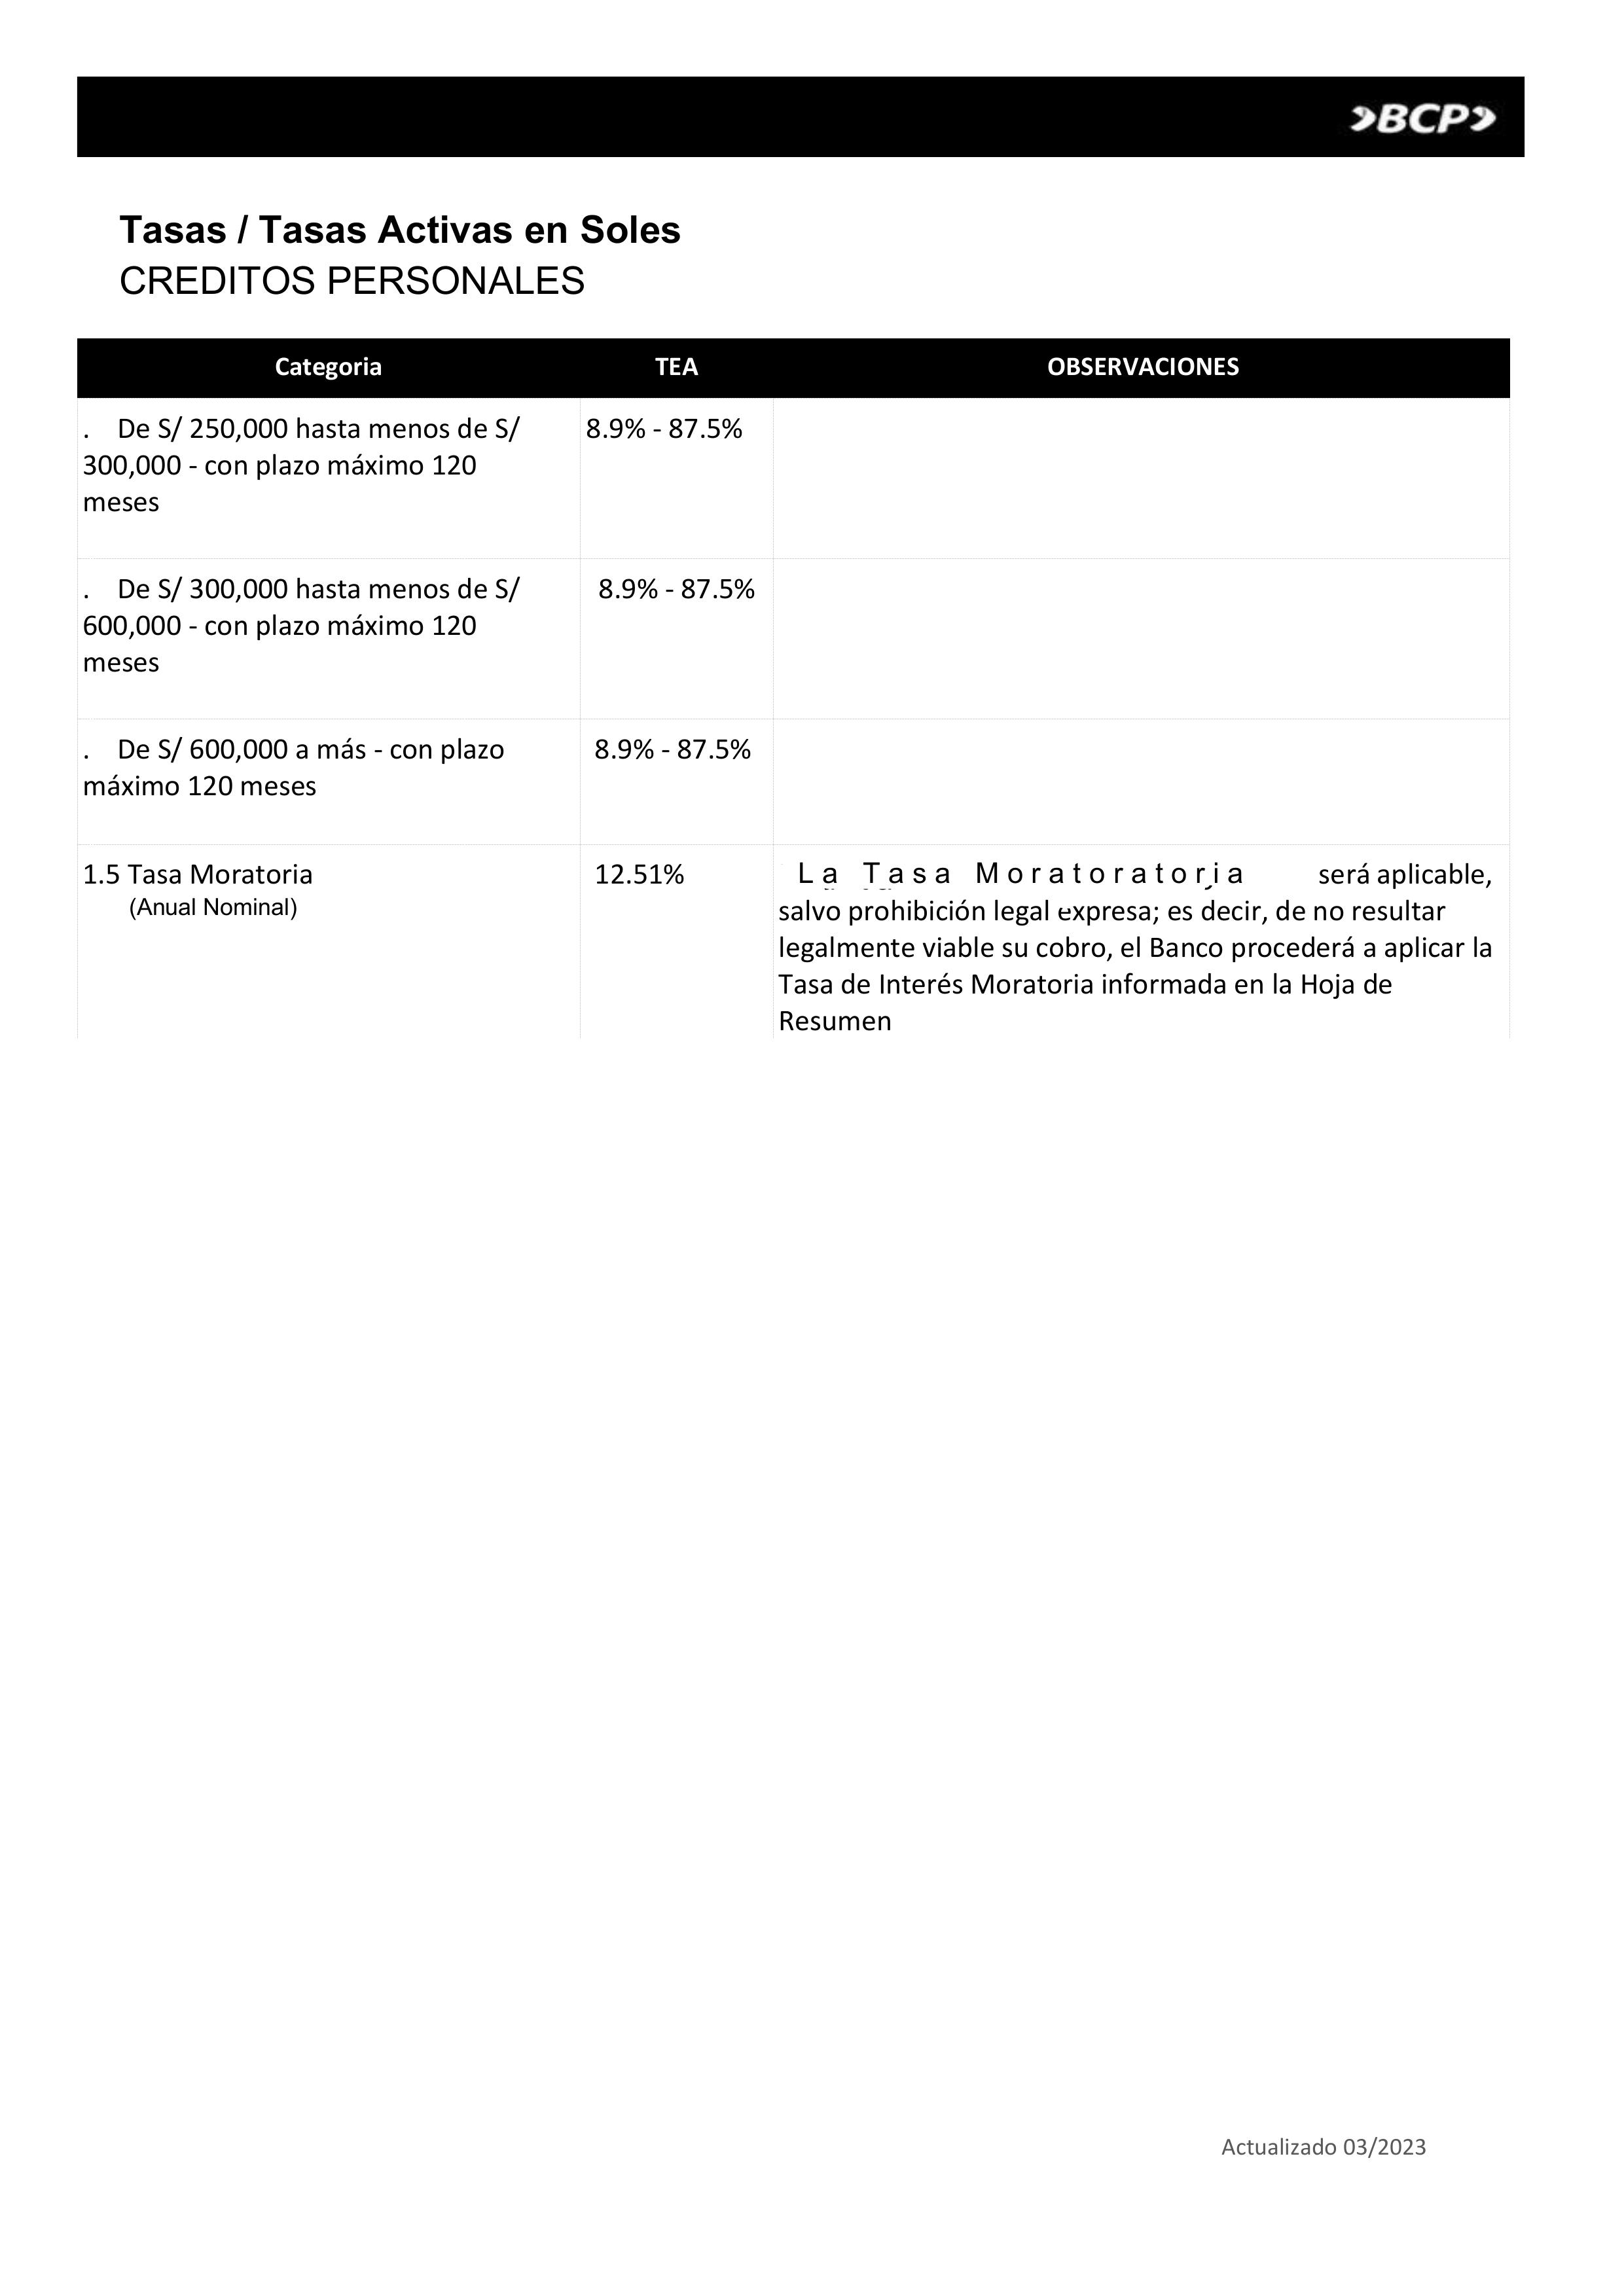 BCP
Tasas / Tasas Activas en Soles
CREDITOS PERSONALES
Categoria TEA OBSERVACIONES
. De S/ 250,000 hasta menos de S/
300,000 - con plazo máximo 120
meses
8.9% - 87.5%
. De S/ 300,000 hasta menos de S/
600,000 - con plazo máximo 120
meses
8.9% - 87.5%
. De S/ 600,000 a más - con plazo
máximo 120 meses
8.9% - 87.5%
1.5 Tasa Moratoria
(Anual Nominal)
12.51%
La Tasa Moratoratoria será aplicable,
salvo prohibición legal expresa; es decir, de no resultar
legalmente viable su cobro, el Banco procederá a aplicar la
Tasa de Interés Moratoria informada en la Hoja de
Resumen
Actualizado 03/2023